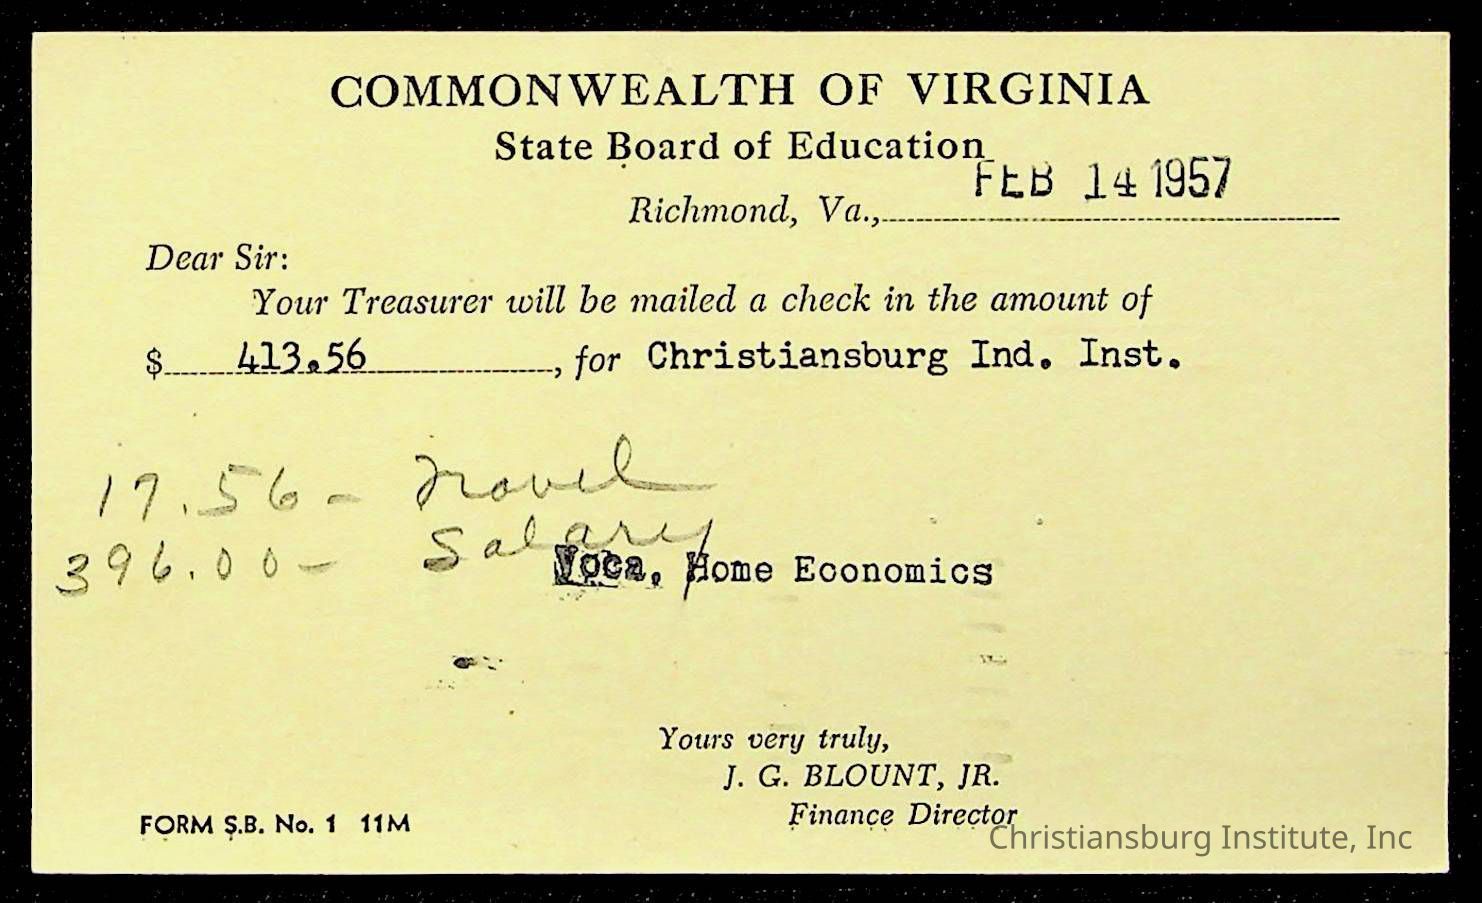 COMMONWEALTH OF VIRGINIA
State Board of Education
FEB 14 1957
Richmond, Va.,
Dear Sir:
Your Treasurer will be mailed a check in the amount of
$ 413.56, for Christiansburg Ind. Inst.
17.56 - Travel
396.00 - Salary
Voca. Home Economics
Yours very truly,
J. G. BLOUNT, JR.
Finance Director
FORM S.B. No. 1 11M
Christiansburg Institute, Inc